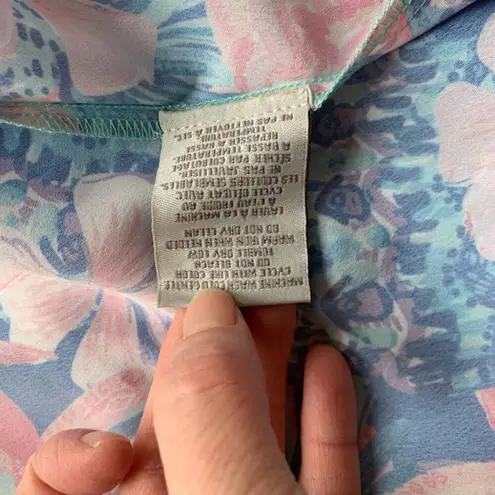 MACHINE WASH COLD GENTLE
CYCLE WITH LIKE COLOR
DO NOT BLEACH
TUMBLE DRY LOW
WARM IRON WHEN NEEDED
DO NOT DRY CLEAN
LAVER A LA MACHINE
A L'EAU FROIDE AU
CYCLE DELICAT AVEC
LES COULEURS SEMBLABLES.
NE PAS JAVELLISER
SECHER PAR CULBUTAGE
A BASSE TEMPERATURE
REPASSER A BASSE
TEMPERATURE
NE PAS NETTOYER A SEC